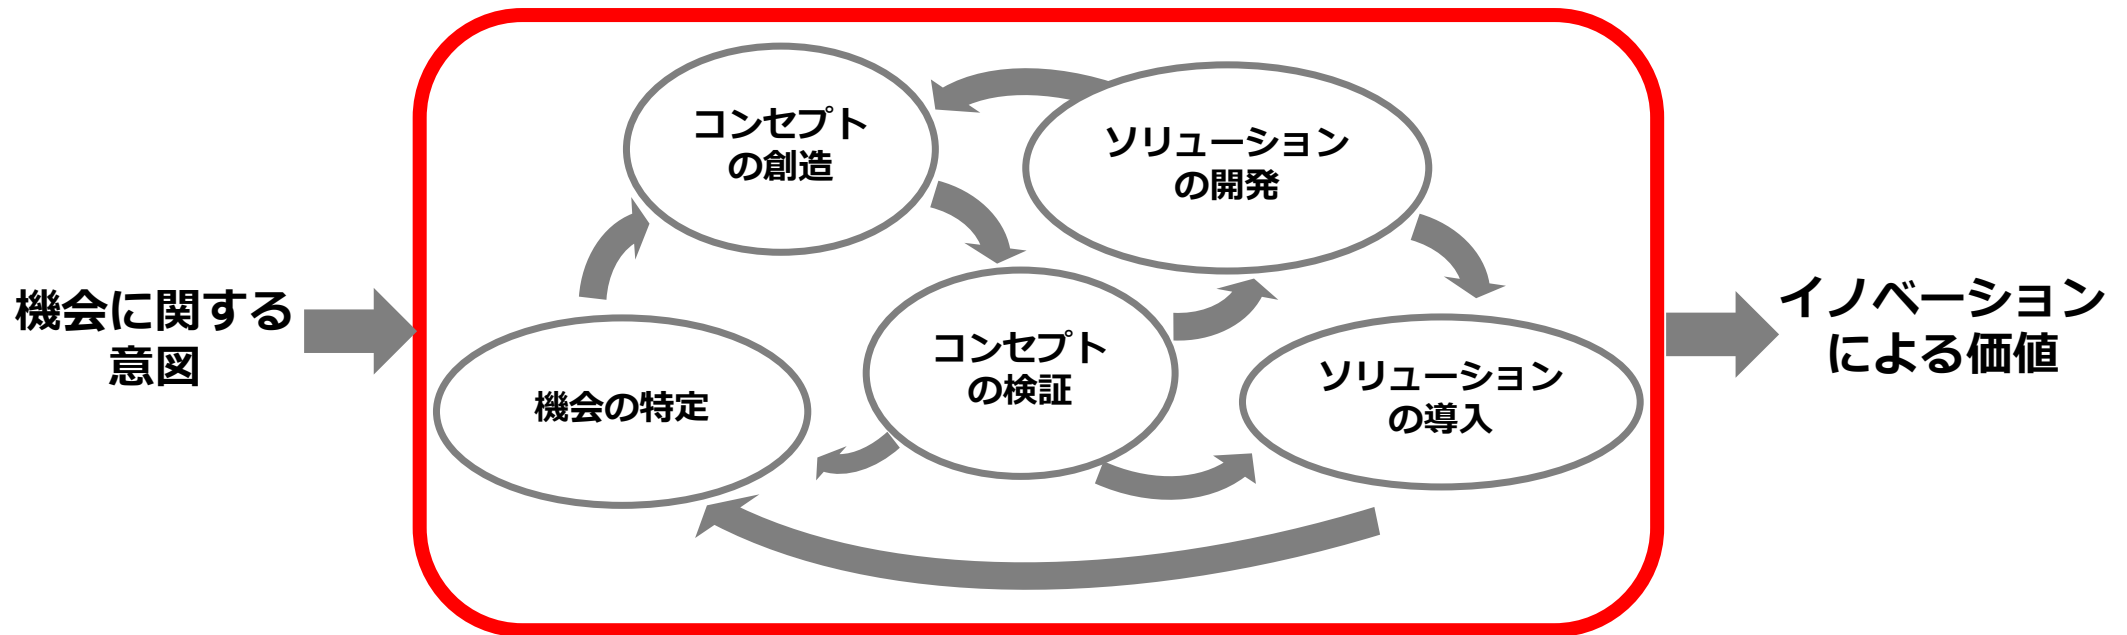 機会に関する
意図
コンセプト
の創造
ソリューション
の開発
機会の特定
コンセプト
の検証
ソリューション
の導入
イノベーション
による価値